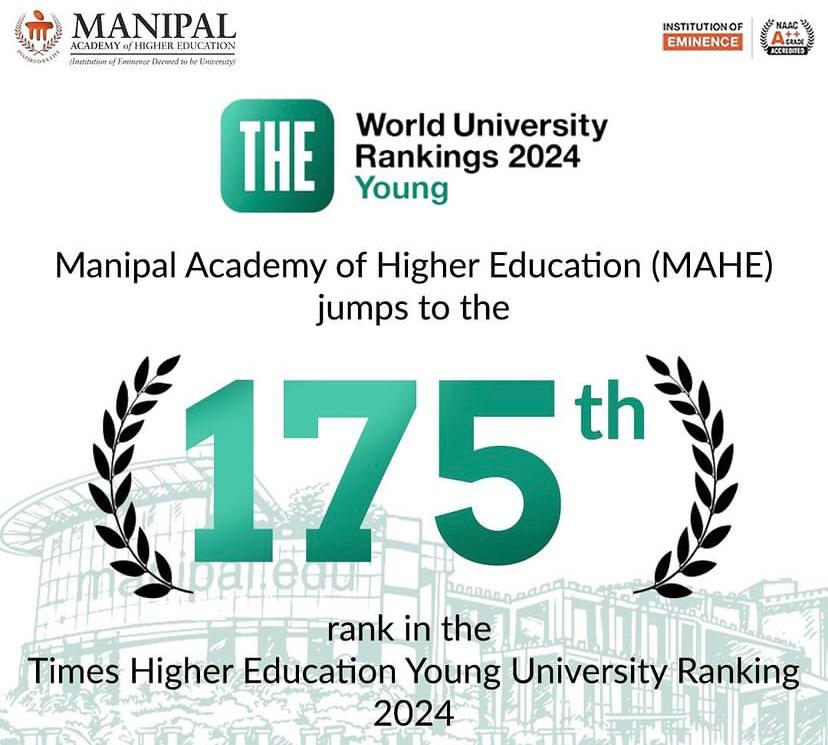 MANIPAL
ACADEMY of HIGHER EDUCATION
(Institution of Eminence Deemed to be University)
INSPIRED BY LIFE
INSTITUTION OF
EMINENCE
NAAC
A++
GRADE
ACCREDITED
THE
World University
Rankings 2024
Young
Manipal Academy of Higher Education (MAHE)
jumps to the
175th
manipal.edu
rank in the
Times Higher Education Young University Ranking
2024